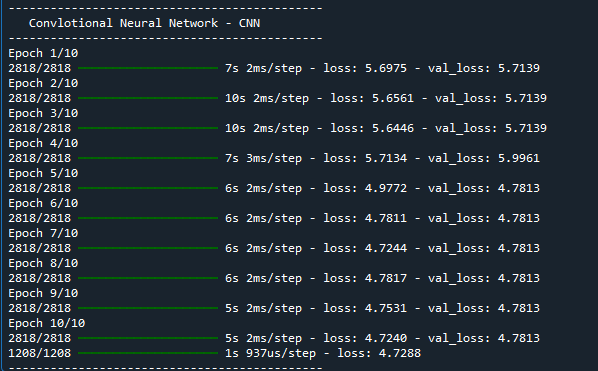 ---------------------------------------------
Convlotional Neural Network - CNN
---------------------------------------------
Epoch 1/10
2818/2818 ━━━━━━━━━━━━━━━━━━━━ 7s 2ms/step - loss: 5.6975 - val_loss: 5.7139
Epoch 2/10
2818/2818 ━━━━━━━━━━━━━━━━━━━━ 10s 2ms/step - loss: 5.6561 - val_loss: 5.7139
Epoch 3/10
2818/2818 ━━━━━━━━━━━━━━━━━━━━ 10s 2ms/step - loss: 5.6446 - val_loss: 5.7139
Epoch 4/10
2818/2818 ━━━━━━━━━━━━━━━━━━━━ 7s 3ms/step - loss: 5.7134 - val_loss: 5.9961
Epoch 5/10
2818/2818 ━━━━━━━━━━━━━━━━━━━━ 6s 2ms/step - loss: 4.9772 - val_loss: 4.7813
Epoch 6/10
2818/2818 ━━━━━━━━━━━━━━━━━━━━ 6s 2ms/step - loss: 4.7811 - val_loss: 4.7813
Epoch 7/10
2818/2818 ━━━━━━━━━━━━━━━━━━━━ 6s 2ms/step - loss: 4.7244 - val_loss: 4.7813
Epoch 8/10
2818/2818 ━━━━━━━━━━━━━━━━━━━━ 6s 2ms/step - loss: 4.7817 - val_loss: 4.7813
Epoch 9/10
2818/2818 ━━━━━━━━━━━━━━━━━━━━ 5s 2ms/step - loss: 4.7531 - val_loss: 4.7813
Epoch 10/10
2818/2818 ━━━━━━━━━━━━━━━━━━━━ 5s 2ms/step - loss: 4.7240 - val_loss: 4.7813
1208/1208 ━━━━━━━━━━━━━━━━━━━━ 1s 937us/step - loss: 4.7288
---------------------------------------------